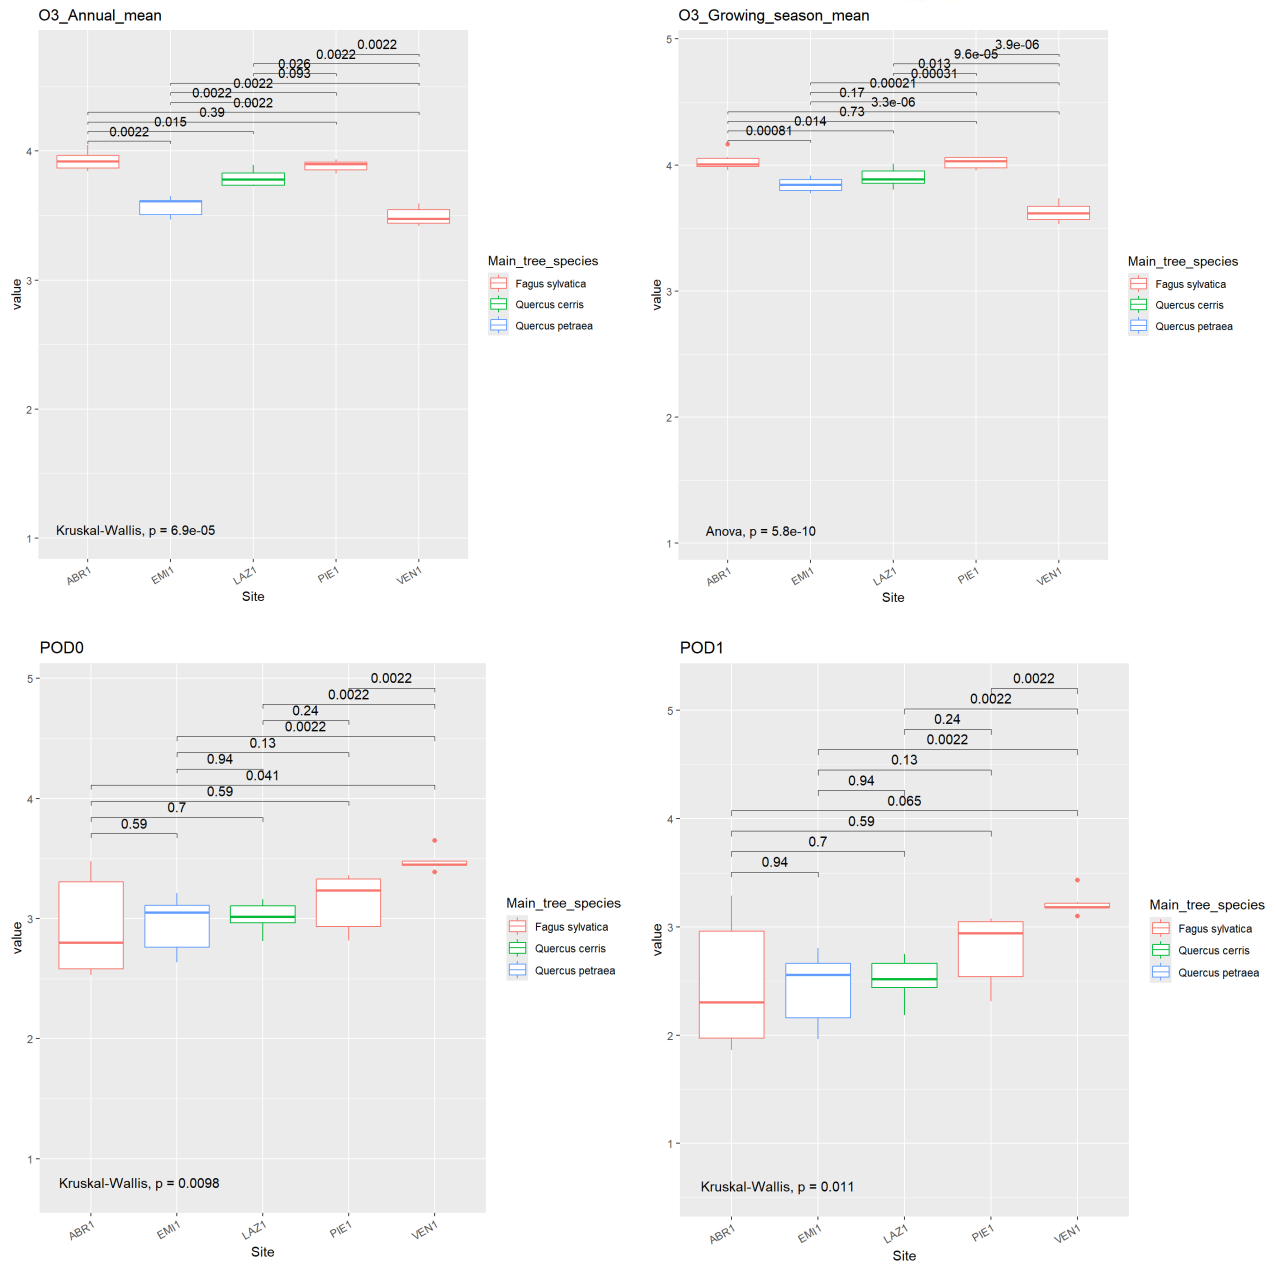 O3_Annual_mean
0.0022
0.0022
0.026
0.093
0.0022
0.0022
0.0022
0.39
0.015
0.0022
4
3
2
1
value
Kruskal-Wallis, p = 6.9e-05
ABR1
EMI1
LAZ1
PIE1
VEN1
Site
Main_tree_species
Fagus sylvatica
Quercus cerris
Quercus petraea
O3_Growing_season_mean
3.9e-06
9.6e-05
0.013
0.00031
0.00021
0.17
3.3e-06
0.73
0.014
0.00081
5
4
3
2
1
value
Anova, p = 5.8e-10
ABR1
EMI1
LAZ1
PIE1
VEN1
Site
Main_tree_species
Fagus sylvatica
Quercus cerris
Quercus petraea
POD0
0.0022
0.0022
0.24
0.0022
0.13
0.94
0.041
0.59
0.7
0.59
5
4
3
2
1
value
Kruskal-Wallis, p = 0.0098
ABR1
EMI1
LAZ1
PIE1
VEN1
Site
Main_tree_species
Fagus sylvatica
Quercus cerris
Quercus petraea
POD1
0.0022
0.0022
0.24
0.0022
0.13
0.94
0.065
0.59
0.7
0.94
5
4
3
2
1
value
Kruskal-Wallis, p = 0.011
ABR1
EMI1
LAZ1
PIE1
VEN1
Site
Main_tree_species
Fagus sylvatica
Quercus cerris
Quercus petraea